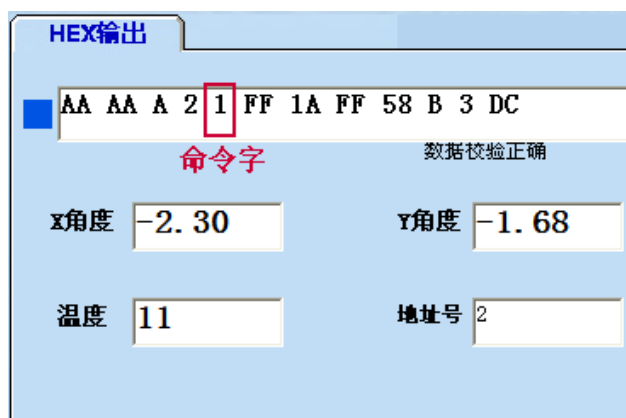 HEX输出
AA AA A 2 1 FF 1A FF 58 B 3 DC
命令字 数据校验正确
X角度 -2.30 Y角度 -1.68
温度 11 地址号 2